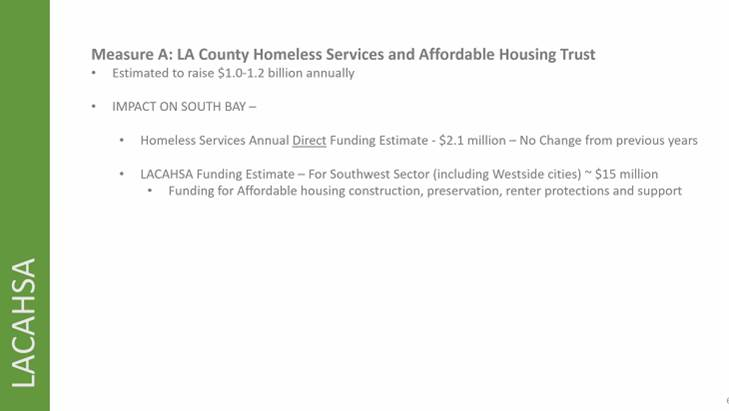 Measure A: LA County Homeless Services and Affordable Housing Trust
• Estimated to raise $1.0-1.2 billion annually
• IMPACT ON SOUTH BAY –
• Homeless Services Annual Direct Funding Estimate - $2.1 million – No Change from previous years
• LACAHSA Funding Estimate – For Southwest Sector (including Westside cities) ~ $15 million
• Funding for Affordable housing construction, preservation, renter protections and support
LACAHSA